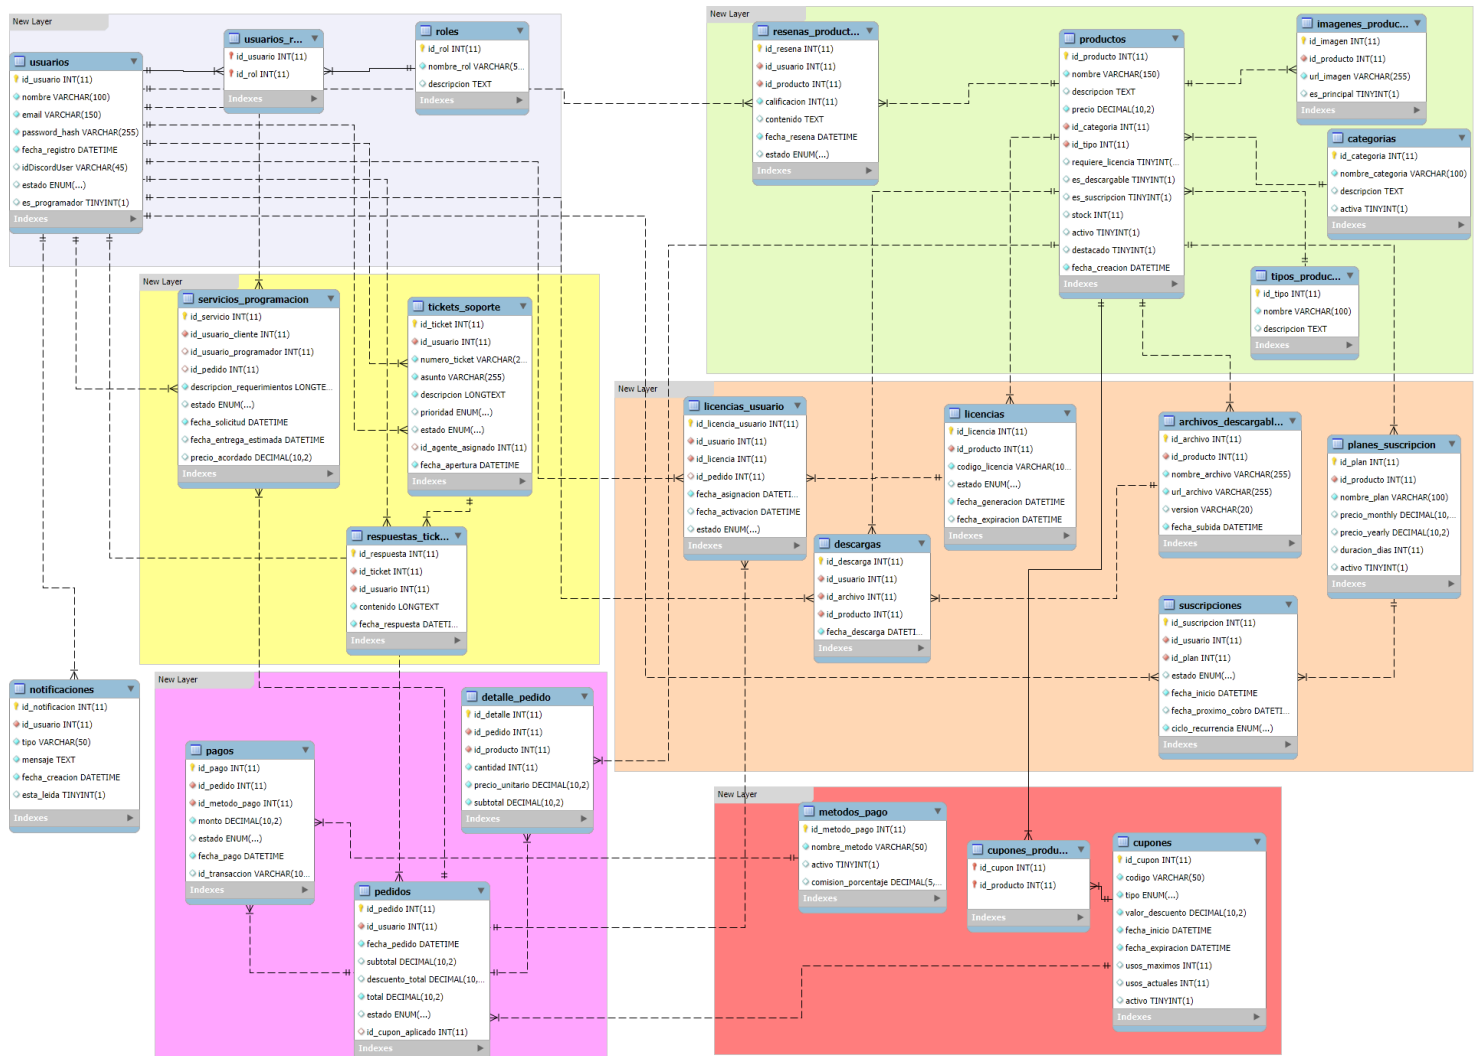 New Layer
usuarios
id_usuario INT(11)
nombre VARCHAR(100)
email VARCHAR(150)
password_hash VARCHAR(255)
fecha_registro DATETIME
idDiscordUser VARCHAR(45)
estado ENUM(...)
es_programador TINYINT(1)
Indexes
usuarios_r...
id_usuario INT(11)
id_rol INT(11)
Indexes
roles
id_rol INT(11)
nombre_rol VARCHAR(5...
descripcion TEXT
Indexes
New Layer
resenas_product...
id_resena INT(11)
id_usuario INT(11)
id_producto INT(11)
calificacion INT(11)
contenido TEXT
fecha_resena DATETIME
estado ENUM(...)
Indexes
productos
id_producto INT(11)
nombre VARCHAR(150)
descripcion TEXT
precio DECIMAL(10,2)
id_categoria INT(11)
id_tipo INT(11)
requiere_licencia TINYINT(...
es_descargable TINYINT(1)
es_suscripcion TINYINT(1)
stock INT(11)
activo TINYINT(1)
destacado TINYINT(1)
fecha_creacion DATETIME
Indexes
imagenes_produc...
id_imagen INT(11)
id_producto INT(11)
url_imagen VARCHAR(255)
es_principal TINYINT(1)
Indexes
categorias
id_categoria INT(11)
nombre_categoria VARCHAR(100)
descripcion TEXT
activa TINYINT(1)
Indexes
tipos_produc...
id_tipo INT(11)
nombre VARCHAR(100)
descripcion TEXT
Indexes
New Layer
servicios_programacion
id_servicio INT(11)
id_usuario_cliente INT(11)
id_usuario_programador INT(11)
id_pedido INT(11)
descripcion_requerimientos LONGTE...
estado ENUM(...)
fecha_solicitud DATETIME
fecha_entrega_estimada DATETIME
precio_acordado DECIMAL(10,2)
Indexes
tickets_soporte
id_ticket INT(11)
id_usuario INT(11)
numero_ticket VARCHAR(2...
asunto VARCHAR(255)
descripcion LONGTEXT
prioridad ENUM(...)
estado ENUM(...)
id_agente_asignado INT(11)
fecha_apertura DATETIME
Indexes
respuestas_tick...
id_respuesta INT(11)
id_ticket INT(11)
id_usuario INT(11)
contenido LONGTEXT
fecha_respuesta DATETI...
Indexes
New Layer
licencias_usuario
id_licencia_usuario INT(11)
id_usuario INT(11)
id_licencia INT(11)
id_pedido INT(11)
fecha_asignacion DATETI...
fecha_activacion DATETIME
estado ENUM(...)
Indexes
licencias
id_licencia INT(11)
id_producto INT(11)
codigo_licencia VARCHAR(10...
estado ENUM(...)
fecha_generacion DATETIME
fecha_expiracion DATETIME
Indexes
archivos_descargabl...
id_archivo INT(11)
id_producto INT(11)
nombre_archivo VARCHAR(255)
url_archivo VARCHAR(255)
version VARCHAR(20)
fecha_subida DATETIME
Indexes
planes_suscripcion
id_plan INT(11)
id_producto INT(11)
nombre_plan VARCHAR(100)
precio_monthly DECIMAL(10,...
precio_yearly DECIMAL(10,2)
duracion_dias INT(11)
activo TINYINT(1)
Indexes
descargas
id_descarga INT(11)
id_usuario INT(11)
id_archivo INT(11)
id_producto INT(11)
fecha_descarga DATETI...
Indexes
suscripciones
id_suscripcion INT(11)
id_usuario INT(11)
id_plan INT(11)
estado ENUM(...)
fecha_inicio DATETIME
fecha_proximo_cobro DATETI...
ciclo_recurrencia ENUM(...)
Indexes
notificaciones
id_notificacion INT(11)
id_usuario INT(11)
tipo VARCHAR(50)
mensaje TEXT
fecha_creacion DATETIME
esta_leida TINYINT(1)
Indexes
New Layer
pagos
id_pago INT(11)
id_pedido INT(11)
id_metodo_pago INT(11)
monto DECIMAL(10,2)
estado ENUM(...)
fecha_pago DATETIME
id_transaccion VARCHAR(10...
Indexes
detalle_pedido
id_detalle INT(11)
id_pedido INT(11)
id_producto INT(11)
cantidad INT(11)
precio_unitario DECIMAL(10,2)
subtotal DECIMAL(10,2)
Indexes
pedidos
id_pedido INT(11)
id_usuario INT(11)
fecha_pedido DATETIME
subtotal DECIMAL(10,2)
descuento_total DECIMAL(10,...
total DECIMAL(10,2)
estado ENUM(...)
id_cupon_aplicado INT(11)
Indexes
New Layer
metodos_pago
id_metodo_pago INT(11)
nombre_metodo VARCHAR(50)
activo TINYINT(1)
comision_porcentaje DECIMAL(5,...
Indexes
cupones_produ...
id_cupon INT(11)
id_producto INT(11)
Indexes
cupones
id_cupon INT(11)
codigo VARCHAR(50)
tipo ENUM(...)
valor_descuento DECIMAL(10,2)
fecha_inicio DATETIME
fecha_expiracion DATETIME
usos_maximos INT(11)
usos_actuales INT(11)
activo TINYINT(1)
Indexes